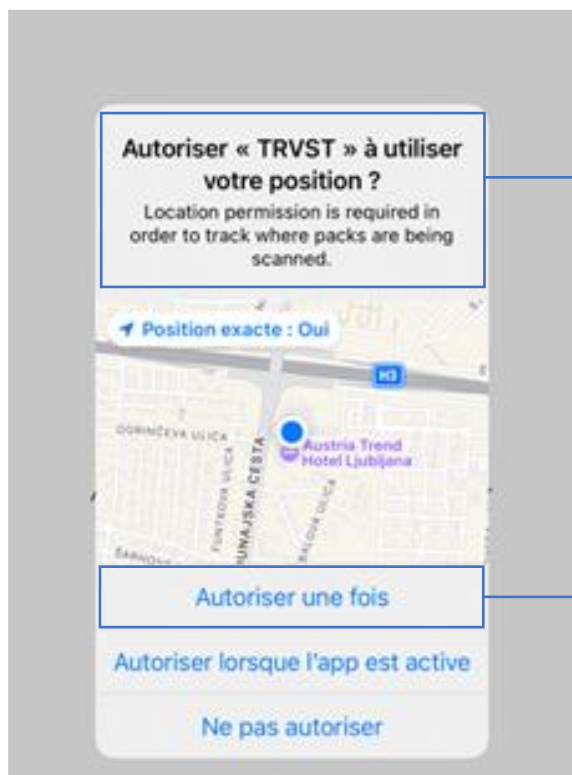 Autoriser « TRVST » à utiliser
votre position ?
Location permission is required in
order to track where packs are being
scanned.
Position exacte : Oui
H3
Austria Trend
Hotel Ljubljana
DUNAJSKA CESTA
BALOVA ULICA
Autoriser une fois
Autoriser lorsque l'app est active
Ne pas autoriser